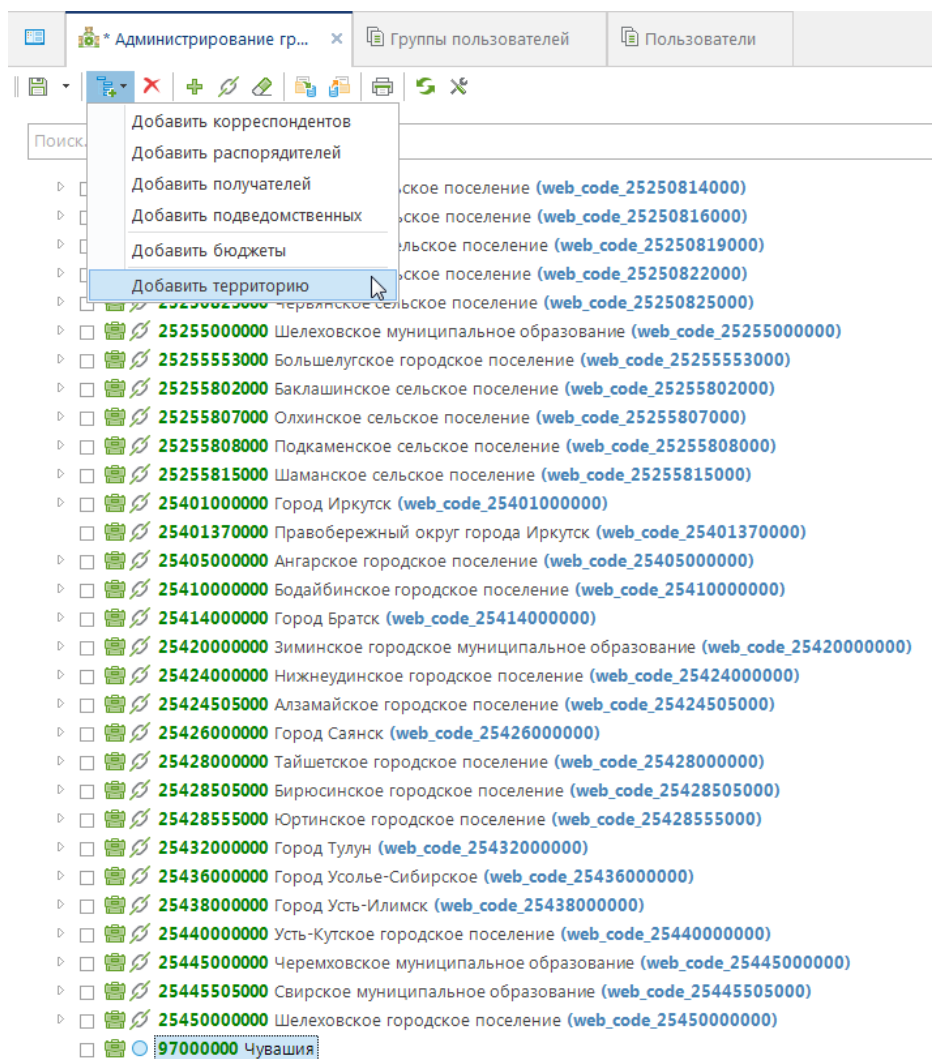 * Администрирование гр... Группы пользователей Пользователи
Поиск
Добавить корреспондентов
Добавить распорядителей
Добавить получателей
Добавить подведомственных
Добавить бюджеты
Добавить территорию
ское поселение (web_code_25250814000)
ское поселение (web_code_25250816000)
льское поселение (web_code_25250819000)
ское поселение (web_code_25250822000)
25250825000 Червянское сельское поселение (web_code_25250825000)
25255000000 Шелеховское муниципальное образование (web_code_25255000000)
25255553000 Большелугское городское поселение (web_code_25255553000)
25255802000 Баклашинское сельское поселение (web_code_25255802000)
25255807000 Олхинское сельское поселение (web_code_25255807000)
25255808000 Подкаменское сельское поселение (web_code_25255808000)
25255815000 Шаманское сельское поселение (web_code_25255815000)
25401000000 Город Иркутск (web_code_25401000000)
25401370000 Правобережный округ города Иркутск (web_code_25401370000)
25405000000 Ангарское городское поселение (web_code_25405000000)
25410000000 Бодайбинское городское поселение (web_code_25410000000)
25414000000 Город Братск (web_code_25414000000)
25420000000 Зиминское городское муниципальное образование (web_code_25420000000)
25424000000 Нижнеудинское городское поселение (web_code_25424000000)
25424505000 Алзамайское городское поселение (web_code_25424505000)
25426000000 Город Саянск (web_code_25426000000)
25428000000 Тайшетское городское поселение (web_code_25428000000)
25428505000 Бирюсинское городское поселение (web_code_25428505000)
25428555000 Юртинское городское поселение (web_code_25428555000)
25432000000 Город Тулун (web_code_25432000000)
25436000000 Город Усолье-Сибирское (web_code_25436000000)
25438000000 Город Усть-Илимск (web_code_25438000000)
25440000000 Усть-Кутское городское поселение (web_code_25440000000)
25445000000 Черемховское муниципальное образование (web_code_25445000000)
25445505000 Свирское муниципальное образование (web_code_25445505000)
25450000000 Шелеховское городское поселение (web_code_25450000000)
97000000 Чувашия